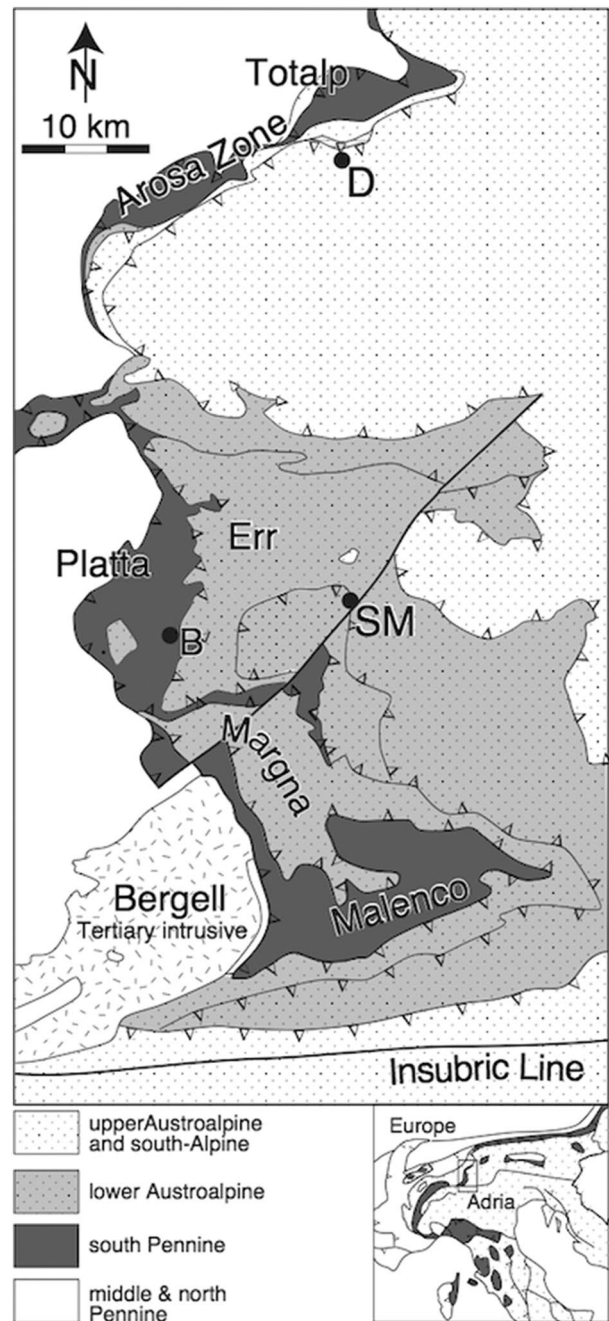 N
10 km
Totalp
Arosa Zone
D
Err
Platta
B
SM
Margna
Malenco
Bergell
Tertiary intrusive
Insubric Line
upperAustroalpine
and south-Alpine
lower Austroalpine
south Pennine
middle & north
Pennine
Europe
Adria